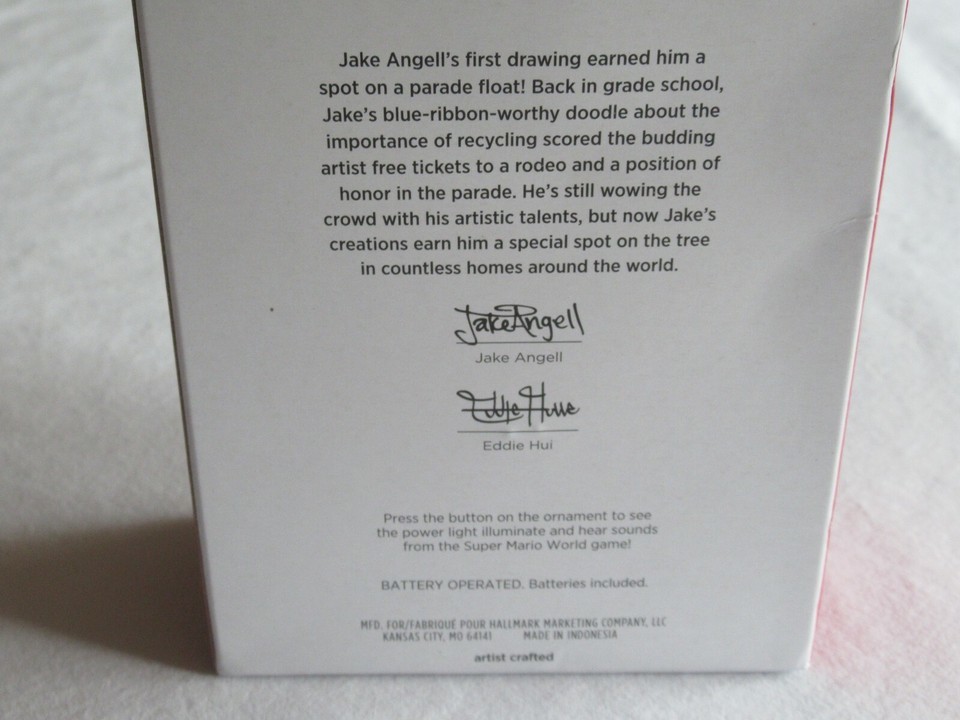 Jake Angell's first drawing earned him a
spot on a parade float! Back in grade school,
Jake's blue-ribbon-worthy doodle about the
importance of recycling scored the budding
artist free tickets to a rodeo and a position of
honor in the parade. He's still wowing the
crowd with his artistic talents, but now Jake's
creations earn him a special spot on the tree
in countless homes around the world.
Jake Angell
Jake Angell
Eddie Hui
Eddie Hui
Press the button on the ornament to see
the power light illuminate and hear sounds
from the Super Mario World game!
BATTERY OPERATED. Batteries included.
MFD. FOR/FABRIQUÉ POUR HALLMARK MARKETING COMPANY, LLC
KANSAS CITY, MO 64141 MADE IN INDONESIA
artist crafted